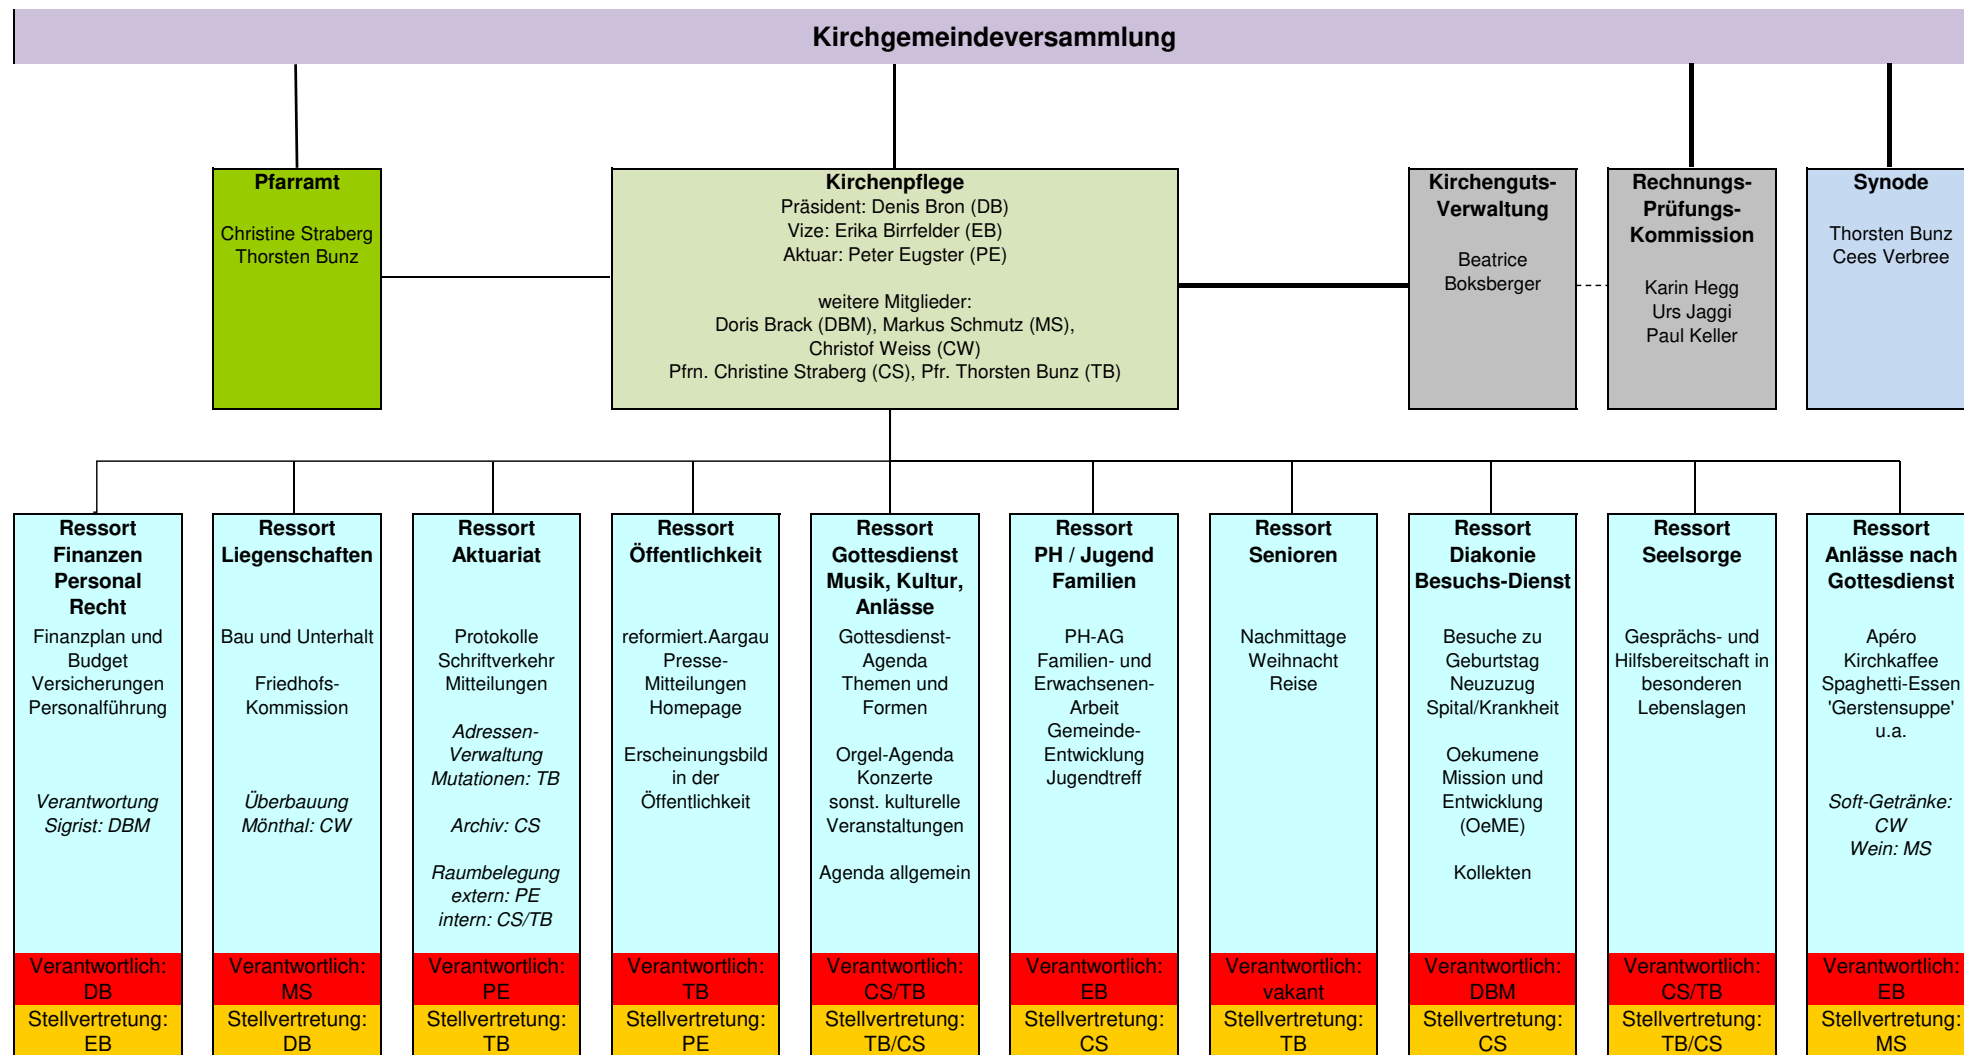 Kirchgemeindeversammlung
Pfarramt
Christine Straberg
Thorsten Bunz
Kirchenpflege
Präsident: Denis Bron (DB)
Vize: Erika Birrfelder (EB)
Aktuar: Peter Eugster (PE)
weitere Mitglieder:
Doris Brack (DBM), Markus Schmutz (MS),
Christof Weiss (CW)
Pfrn. Christine Straberg (CS), Pfr. Thorsten Bunz (TB)
Kirchenguts-
Verwaltung
Beatrice
Boksberger
Rechnungs-
Prüfungs-
Kommission
Karin Hegg
Urs Jaggi
Paul Keller
Synode
Thorsten Bunz
Cees Verbree
Ressort
Finanzen
Personal
Recht
Finanzplan und
Budget
Versicherungen
Personalführung
Verantwortung
Sigrist: DBM
Verantwortlich:
DB
Stellvertretung:
EB
Ressort
Liegenschaften
Bau und Unterhalt
Friedhofs-
Kommission
Überbauung
Mönthal: CW
Verantwortlich:
MS
Stellvertretung:
DB
Ressort
Aktuariat
Protokolle
Schriftverkehr
Mitteilungen
Adressen-
Verwaltung
Mutationen: TB
Archiv: CS
Raumbelegung
extern: PE
intern: CS/TB
Verantwortlich:
PE
Stellvertretung:
TB
Ressort
Öffentlichkeit
reformiert.Aargau
Presse-
Mitteilungen
Homepage
Erscheinungsbild
in der
Öffentlichkeit
Verantwortlich:
TB
Stellvertretung:
PE
Ressort
Gottesdienst
Musik, Kultur,
Anlässe
Gottesdienst-
Agenda
Themen und
Formen
Orgel-Agenda
Konzerte
sonst. kulturelle
Veranstaltungen
Agenda allgemein
Verantwortlich:
CS/TB
Stellvertretung:
TB/CS
Ressort
PH / Jugend
Familien
PH-AG
Familien- und
Erwachsenen-
Arbeit
Gemeinde-
Entwicklung
Jugendtreff
Verantwortlich:
EB
Stellvertretung:
CS
Ressort
Senioren
Nachmittage
Weihnacht
Reise
Verantwortlich:
vakant
Stellvertretung:
TB
Ressort
Diakonie
Besuchs-Dienst
Besuche zu
Geburtstag
Neuzuzug
Spital/Krankheit
Oekumene
Mission und
Entwicklung
(OeME)
Kollekten
Verantwortlich:
DBM
Stellvertretung:
CS
Ressort
Seelsorge
Gesprächs- und
Hilfsbereitschaft in
besonderen
Lebenslagen
Verantwortlich:
CS/TB
Stellvertretung:
TB/CS
Ressort
Anlässe nach
Gottesdienst
Apéro
Kirchkaffee
Spaghetti-Essen
'Gerstensuppe'
u.a.
Soft-Getränke:
CW
Wein: MS
Verantwortlich:
EB
Stellvertretung:
MS